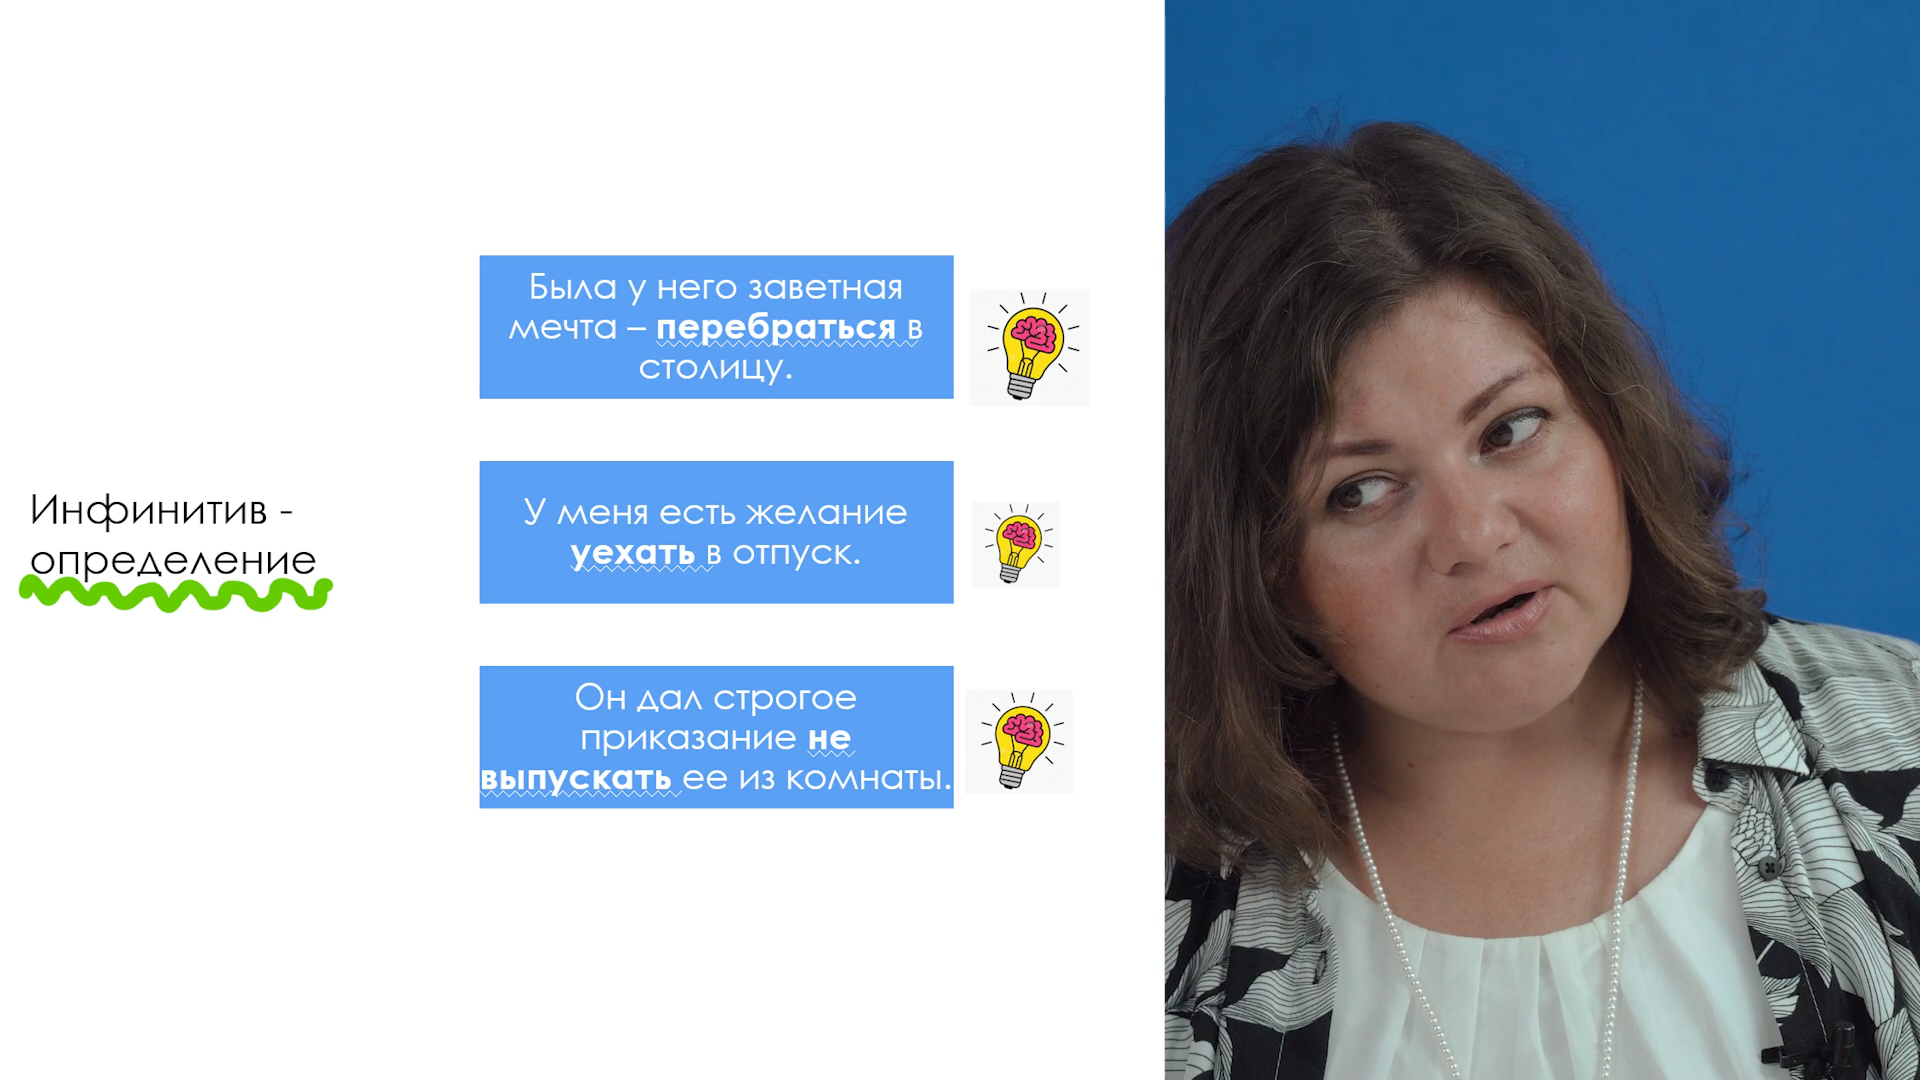 Инфинитив -
определение
Была у него заветная
мечта – перебраться в
столицу.
У меня есть желание
уехать в отпуск.
Он дал строгое
приказание не
выпускать ее из комнаты.